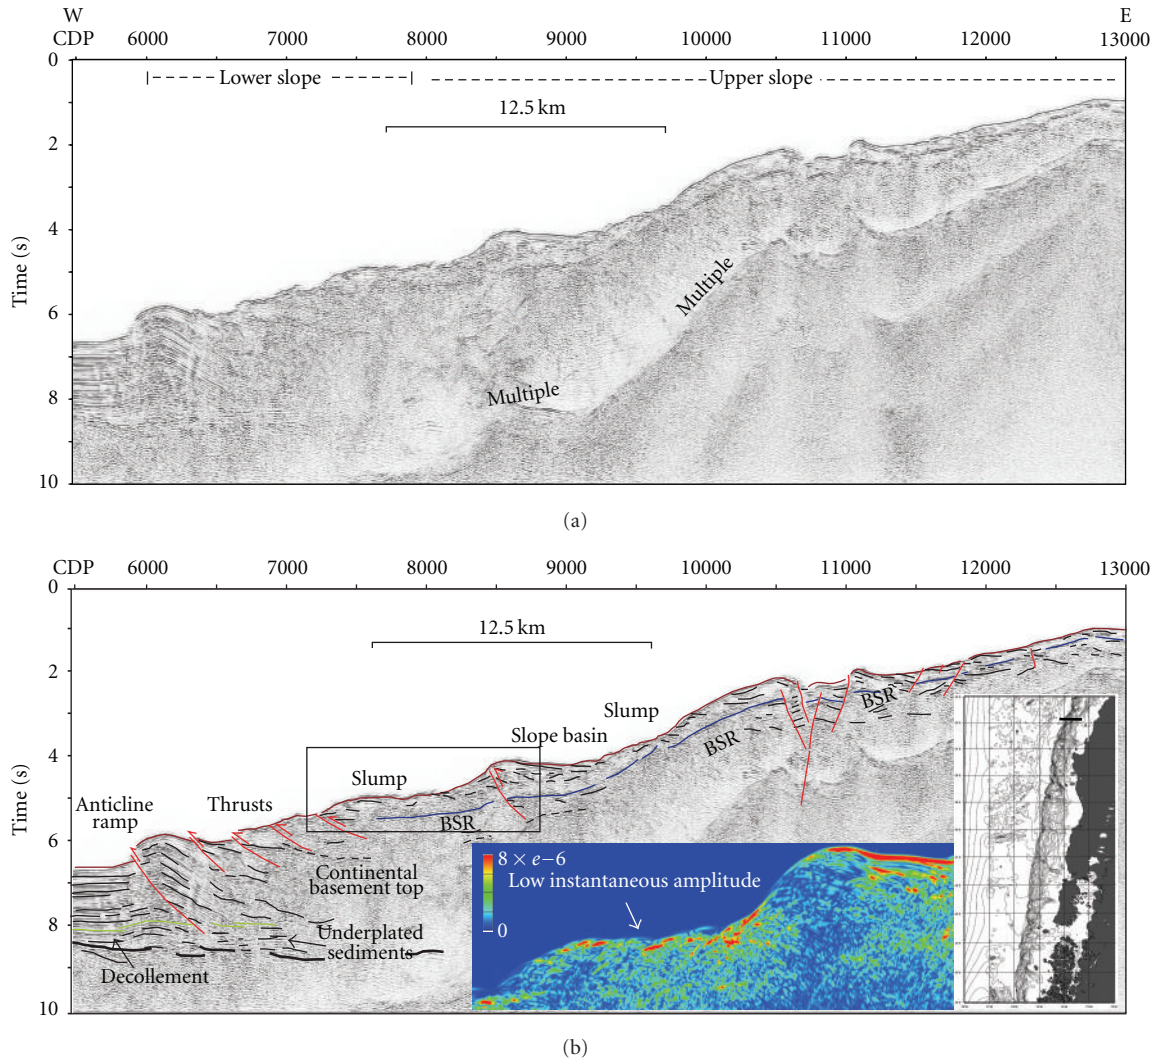 W E
CDP 6000 7000 8000 9000 10000 11000 12000 13000
0
Lower slope Upper slope
12.5 km
2
4
6
8
10
Time (s)
Multiple
Multiple
(a)
CDP 6000 7000 8000 9000 10000 11000 12000 13000
0
12.5 km
2
Slump
BSR
BSR
4
Slope basin
Slump
Anticline
ramp
Thrusts
BSR
6
8 × e−6
Low instantaneous amplitude
0
Continental
basement top
8
Underplated
sediments
Decollement
10
Time (s)
(b)